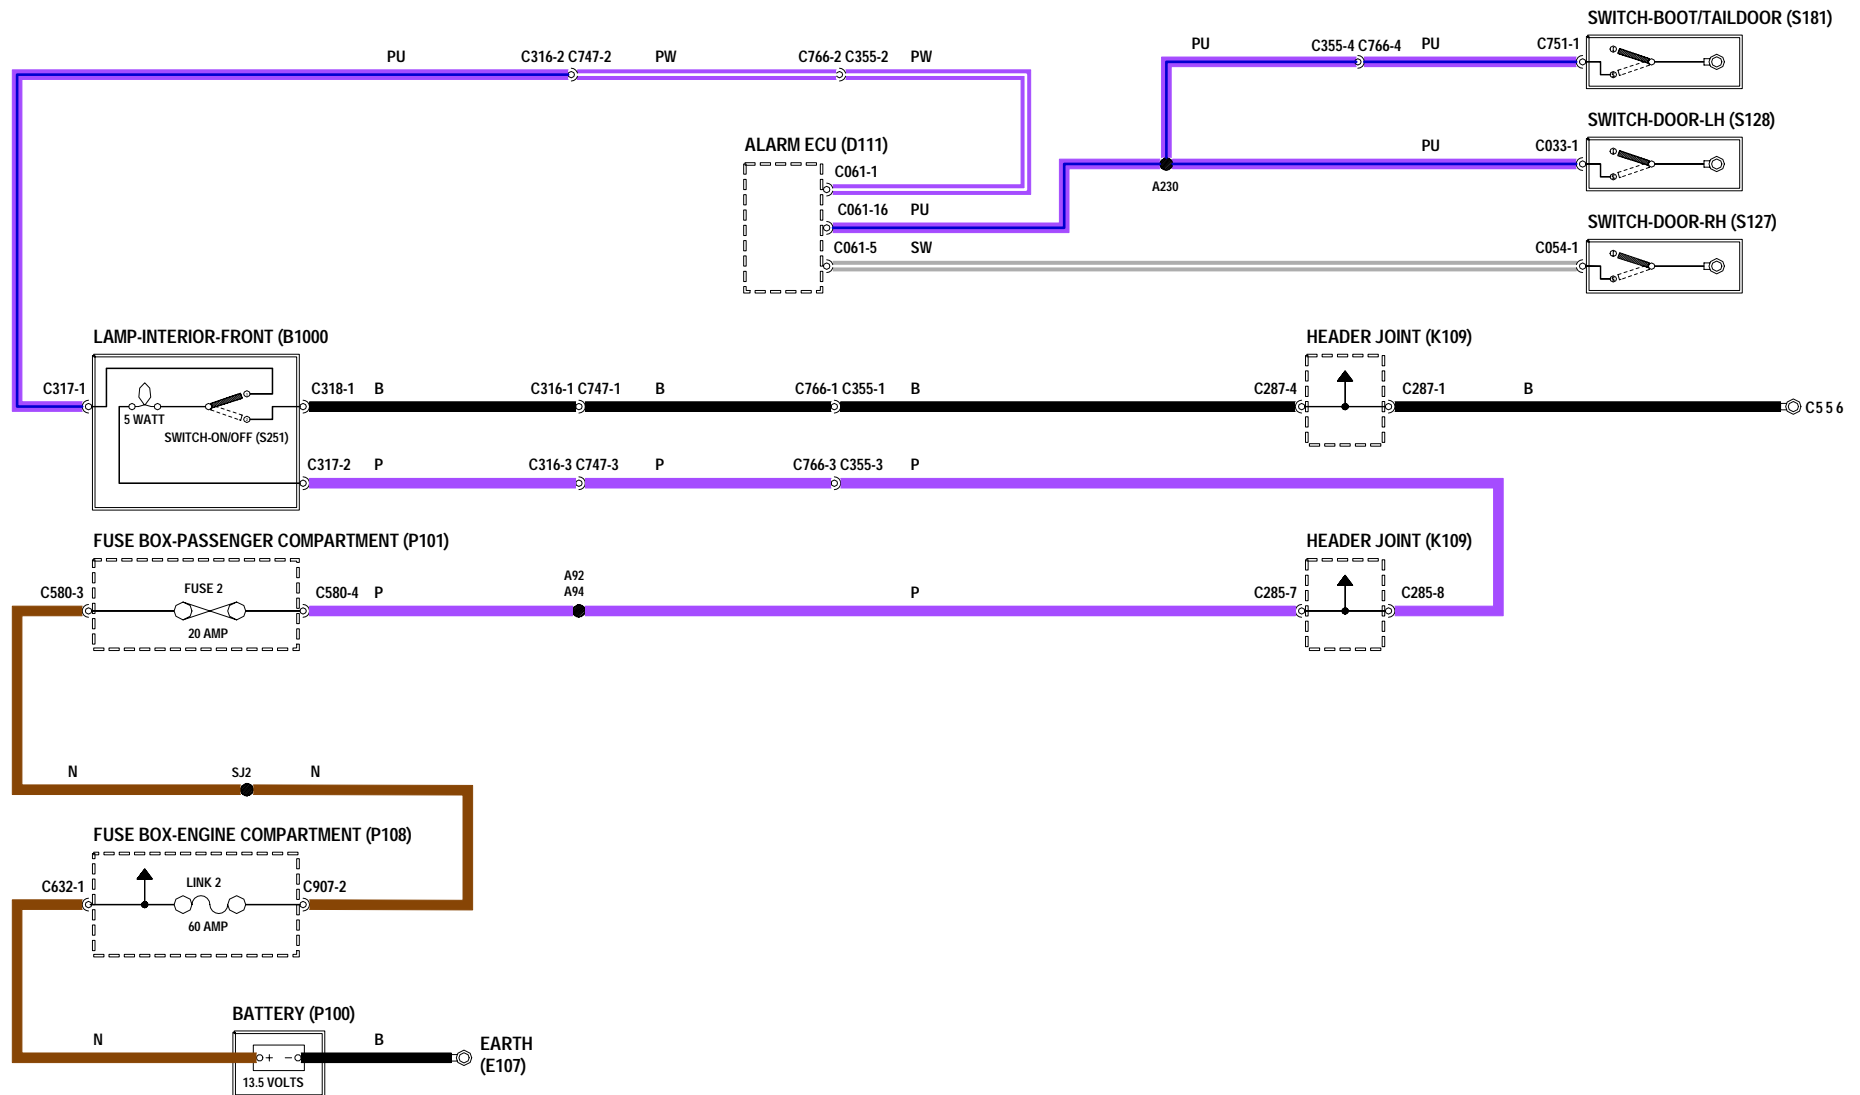 SWITCH-BOOT/TAILDOOR (S181)
PU C316-2 C747-2 PW C766-2 C355-2 PW
PU C355-4 C766-4 PU C751-1
SWITCH-DOOR-LH (S128)
ALARM ECU (D111)
PU C033-1
C061-1
A230
C061-16 PU
SWITCH-DOOR-RH (S127)
C061-5 SW C054-1
LAMP-INTERIOR-FRONT (B1000
HEADER JOINT (K109)
C317-1 C318-1 B C316-1 C747-1 B C766-1 C355-1 B C287-4 C287-1 B
C556
5 WATT
SWITCH-ON/OFF (S251)
C317-2 P C316-3 C747-3 P C766-3 C355-3 P
FUSE BOX-PASSENGER COMPARTMENT (P101)
HEADER JOINT (K109)
A92
A94
C580-3 FUSE 2 C580-4 P P C285-7 C285-8
20 AMP
N SJ2 N
FUSE BOX-ENGINE COMPARTMENT (P108)
C632-1 LINK 2 C907-2
60 AMP
BATTERY (P100)
N B EARTH
(E107)
+ −
13.5 VOLTS